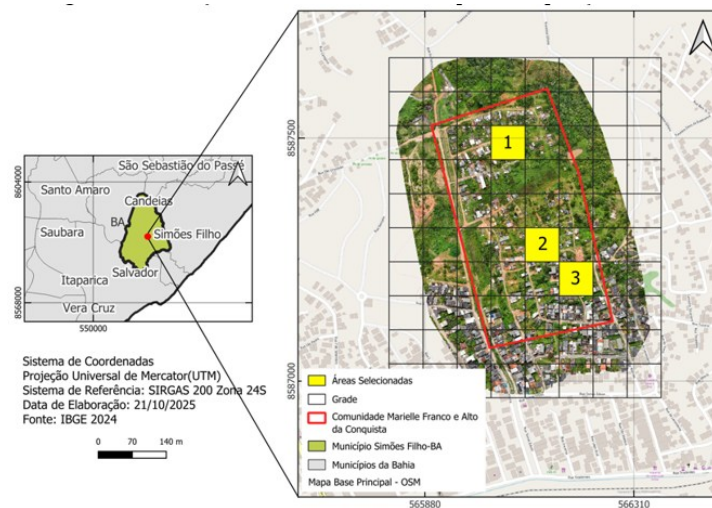 1
2
3
8587500
8587000
565880
566310
São Sebastião do Passé
Santo Amaro
Candeias
BA
Saubara
Simões Filho
Itaparica
Salvador
Vera Cruz
8604000
8568000
550000
Sistema de Coordenadas
Projeção Universal de Mercator(UTM)
Sistema de Referência: SIRGAS 200 Zona 24S
Data de Elaboração: 21/10/2025
Fonte: IBGE 2024
0 70 140 m
Áreas Selecionadas
Grade
Comunidade Marielle Franco e Alto
da Conquista
Município Simões Filho-BA
Municípios da Bahia
Mapa Base Principal - OSM